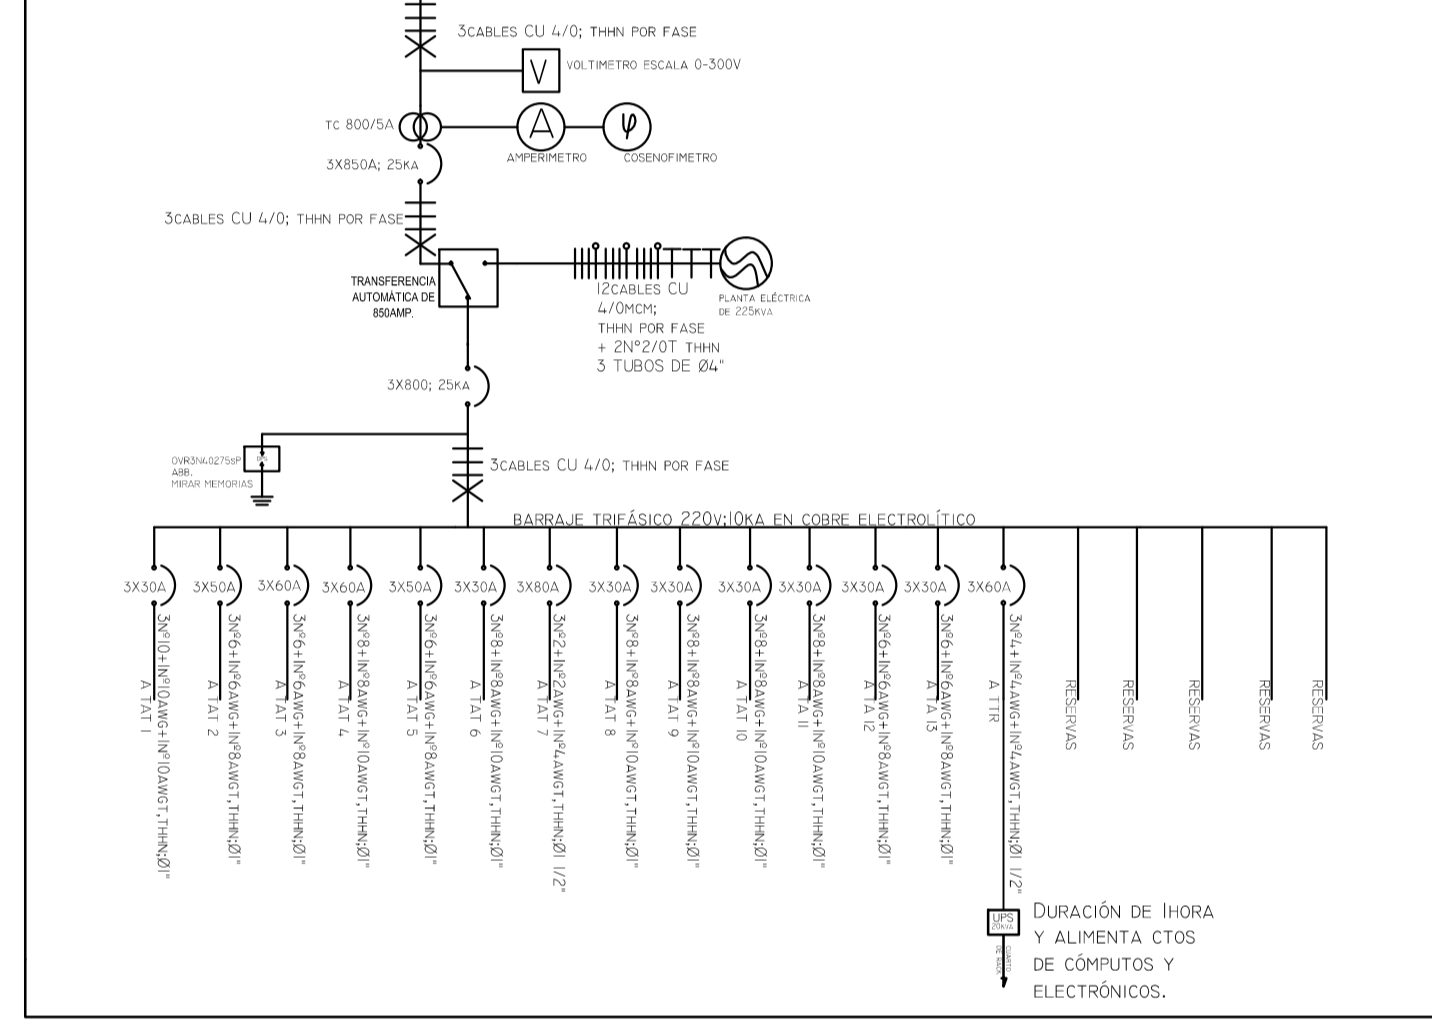 3CABLES CU 4/0; THHN POR FASE
V
VOLTIMETRO ESCALA 0-300V
TC 800/5A
A
φ
AMPERIMETRO
COSENOFIMETRO
3X850A; 25KA
3CABLES CU 4/0; THHN POR FASE
TRANSFERENCIA
AUTOMÁTICA DE
850AMP.
12CABLES CU
4/0MCM;
THHN POR FASE
+ 2N°2/0T THHN
3 TUBOS DE Ø4"
PLANTA ELÉCTRICA
DE 225KVA
3X800; 25KA
OVR3N40275SP
ABB.
MIRAR MEMORIAS
DPS
3CABLES CU 4/0; THHN POR FASE
BARRAJE TRIFÁSICO 220V;10KA EN COBRE ELECTROLÍTICO
3X30A
3X50A
3X60A
3X60A
3X50A
3X30A
3X80A
3X30A
3X30A
3X30A
3X30A
3X30A
3X30A
3X60A
3Nº10+1Nº10AWG+1Nº10AWGT,THHN;Ø1"
A TAT 1
3Nº6+1Nº6AWG+1Nº8AWGT,THHN;Ø1"
A TAT 2
3Nº6+1Nº6AWG+1Nº8AWGT,THHN;Ø1"
A TAT 3
3Nº8+1Nº8AWG+1Nº10AWGT,THHN;Ø1"
A TAT 4
3Nº6+1Nº6AWG+1Nº8AWGT,THHN;Ø1"
A TAT 5
3Nº8+1Nº8AWG+1Nº10AWGT,THHN;Ø1"
A TAT 6
3Nº2+1Nº2AWG+1Nº4AWGT,THHN;Ø1 1/2"
A TAT 7
3Nº8+1Nº8AWG+1Nº10AWGT,THHN;Ø1"
A TAT 8
3Nº8+1Nº8AWG+1Nº10AWGT,THHN;Ø1"
A TAT 9
3Nº8+1Nº8AWG+1Nº10AWGT,THHN;Ø1"
A TAT 10
3Nº8+1Nº8AWG+1Nº10AWGT,THHN;Ø1"
A TA 11
3Nº6+1Nº6AWG+1Nº8AWGT,THHN;Ø1"
A TA 12
3Nº6+1Nº6AWG+1Nº8AWGT,THHN;Ø1"
A TA 13
3Nº4+1Nº4AWG+1Nº4AWGT,THHN;Ø1 1/2"
A TTR
RESERVAS
RESERVAS
RESERVAS
RESERVAS
RESERVAS
UPS
20KVA
CUARTO
DE RACK
DURACIÓN DE 1HORA
Y ALIMENTA CTOS
DE CÓMPUTOS Y
ELECTRÓNICOS.